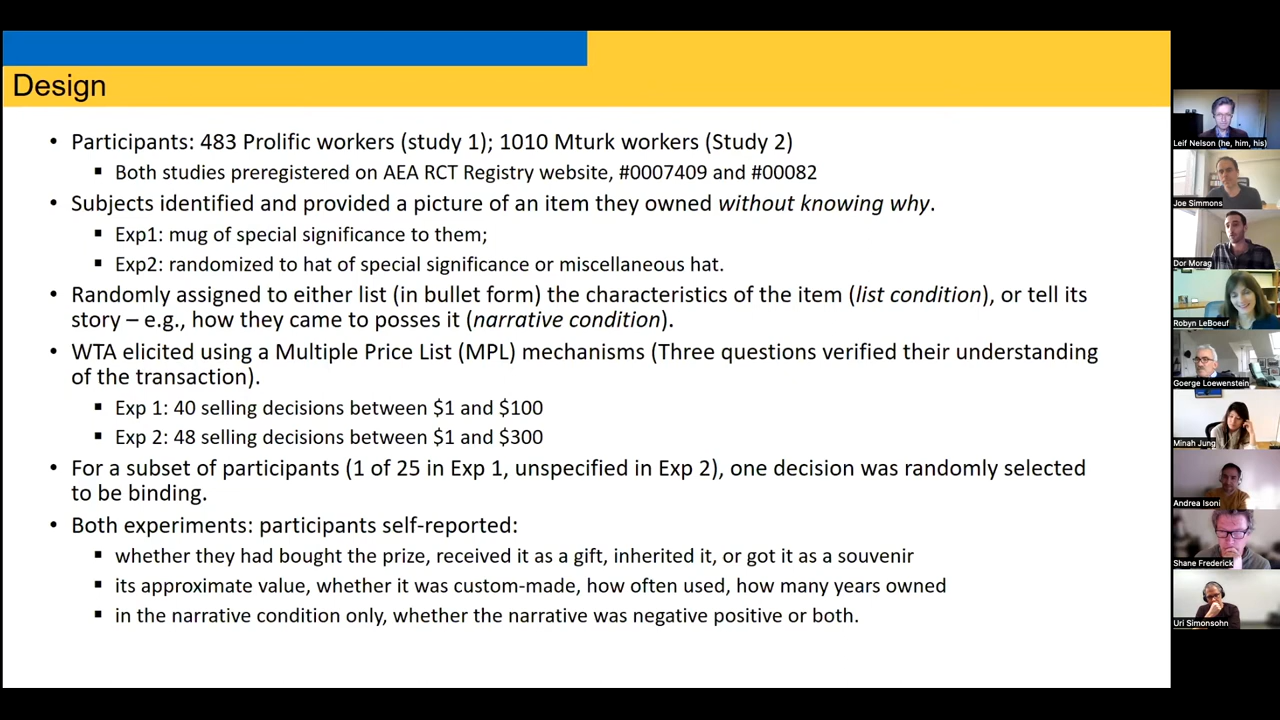 Design
• Participants: 483 Prolific workers (study 1); 1010 Mturk workers (Study 2)
▪ Both studies preregistered on AEA RCT Registry website, #0007409 and #00082
• Subjects identified and provided a picture of an item they owned without knowing why.
▪ Exp1: mug of special significance to them;
▪ Exp2: randomized to hat of special significance or miscellaneous hat.
• Randomly assigned to either list (in bullet form) the characteristics of the item (list condition), or tell its
story – e.g., how they came to posses it (narrative condition).
• WTA elicited using a Multiple Price List (MPL) mechanisms (Three questions verified their understanding
of the transaction).
▪ Exp 1: 40 selling decisions between $1 and $100
▪ Exp 2: 48 selling decisions between $1 and $300
• For a subset of participants (1 of 25 in Exp 1, unspecified in Exp 2), one decision was randomly selected
to be binding.
• Both experiments: participants self-reported:
▪ whether they had bought the prize, received it as a gift, inherited it, or got it as a souvenir
▪ its approximate value, whether it was custom-made, how often used, how many years owned
▪ in the narrative condition only, whether the narrative was negative positive or both.
Leif Nelson (he, him, his)
Joe Simmons
Dor Morag
Robyn LeBoeuf
Goerge Loewenstein
Minah Jung
Andrea Isoni
Shane Frederick
Uri Simonsohn